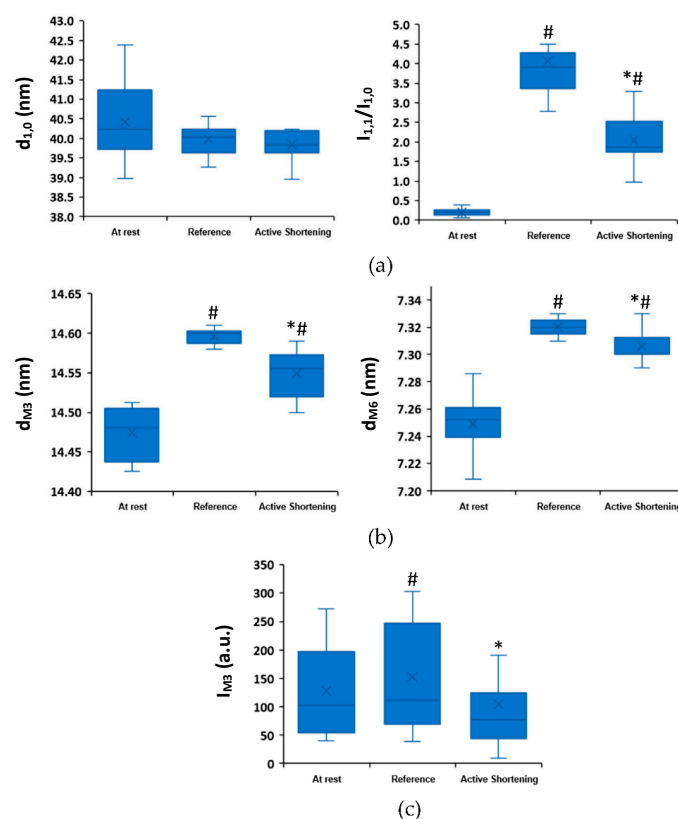 d1,0 (nm)
43.0
42.5
42.0
41.5
41.0
40.5
40.0
39.5
39.0
38.5
38.0
At rest
Reference
Active Shortening
I1,1/I1,0
5.0
4.5
4.0
3.5
3.0
2.5
2.0
1.5
1.0
0.5
0.0
#
*#
At rest
Reference
Active Shortening
(a)
dM3 (nm)
14.65
14.60
14.55
14.50
14.45
14.40
#
*#
At rest
Reference
Active Shortening
dM6 (nm)
7.34
7.32
7.30
7.28
7.26
7.24
7.22
7.20
#
*#
At rest
Reference
Active Shortening
(b)
IM3 (a.u.)
350
300
250
200
150
100
50
0
#
*
At rest
Reference
Active Shortening
(c)